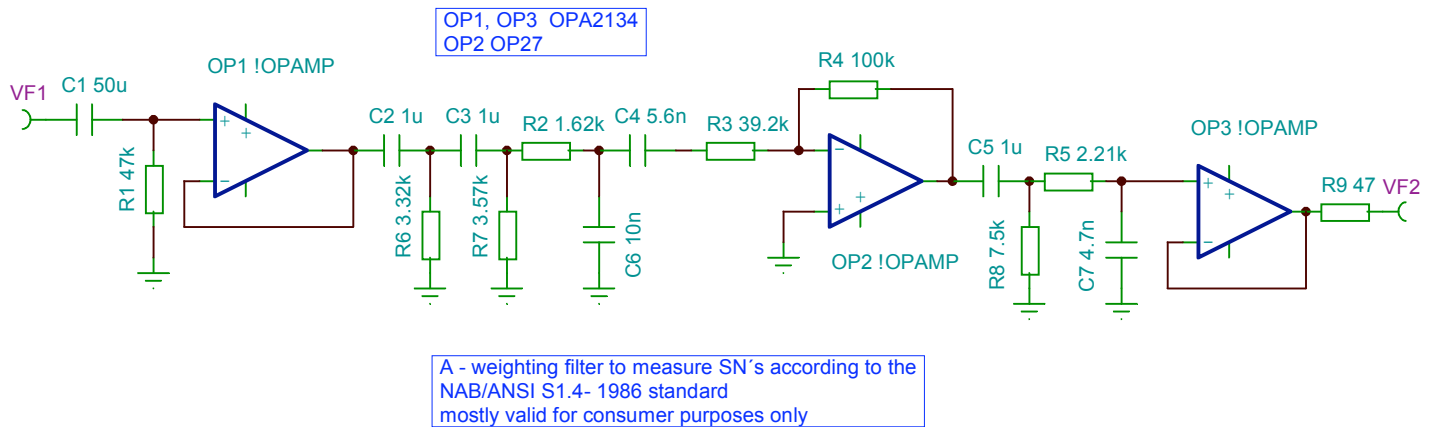 OP1, OP3 OPA2134
OP2 OP27
VF1
C1 50u
R1 47k
OP1 !OPAMP
C2 1u
R6 3.32k
C3 1u
R7 3.57k
R2 1.62k
C6 10n
C4 5.6n
R3 39.2k
R4 100k
OP2 !OPAMP
C5 1u
R8 7.5k
R5 2.21k
C7 4.7n
OP3 !OPAMP
R9 47
VF2
A - weighting filter to measure SN´s according to the
NAB/ANSI S1.4- 1986 standard
mostly valid for consumer purposes only